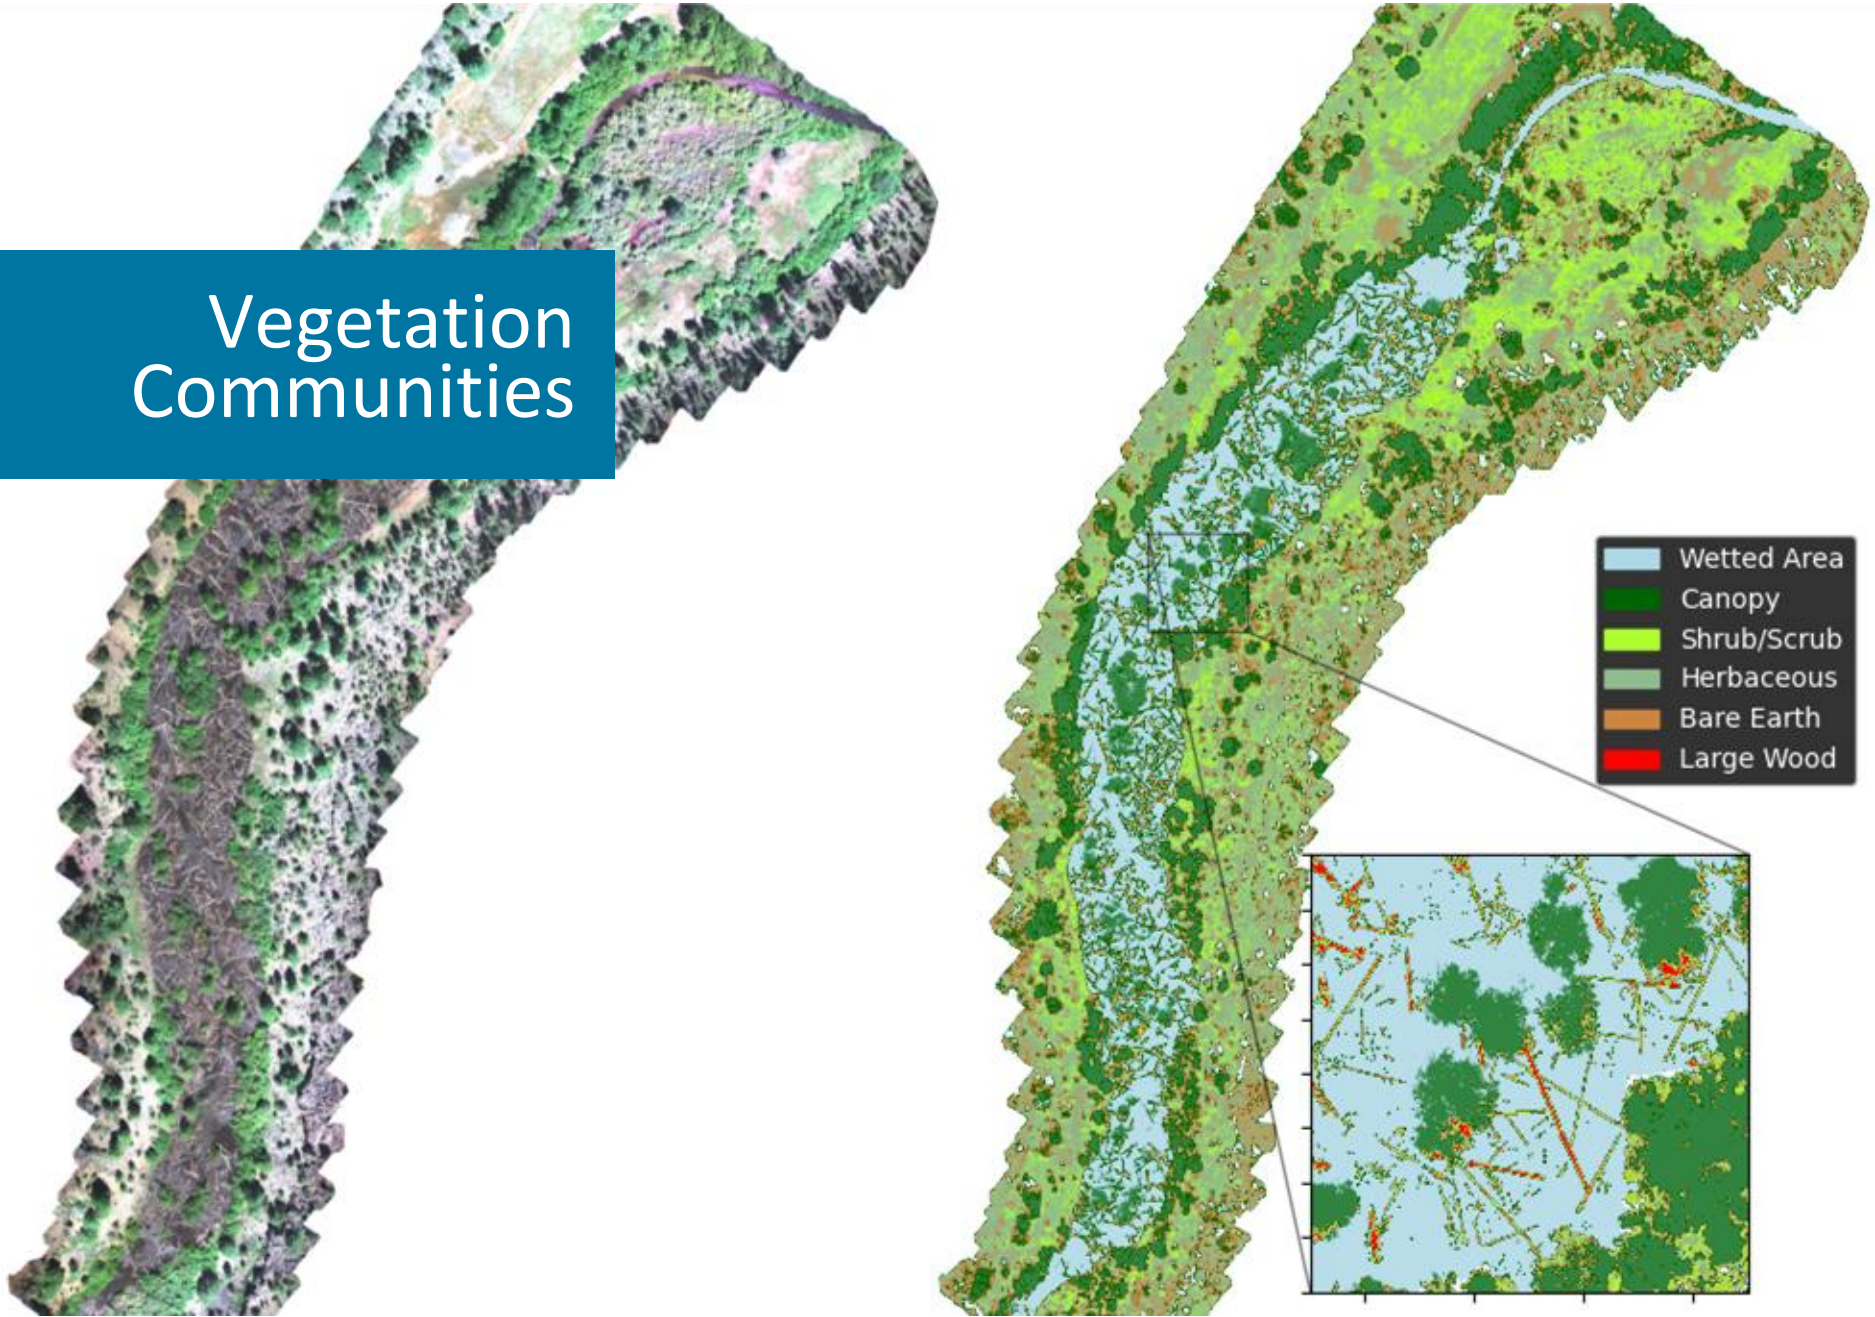 Vegetation
Communities
Wetted Area
Canopy
Shrub/Scrub
Herbaceous
Bare Earth
Large Wood